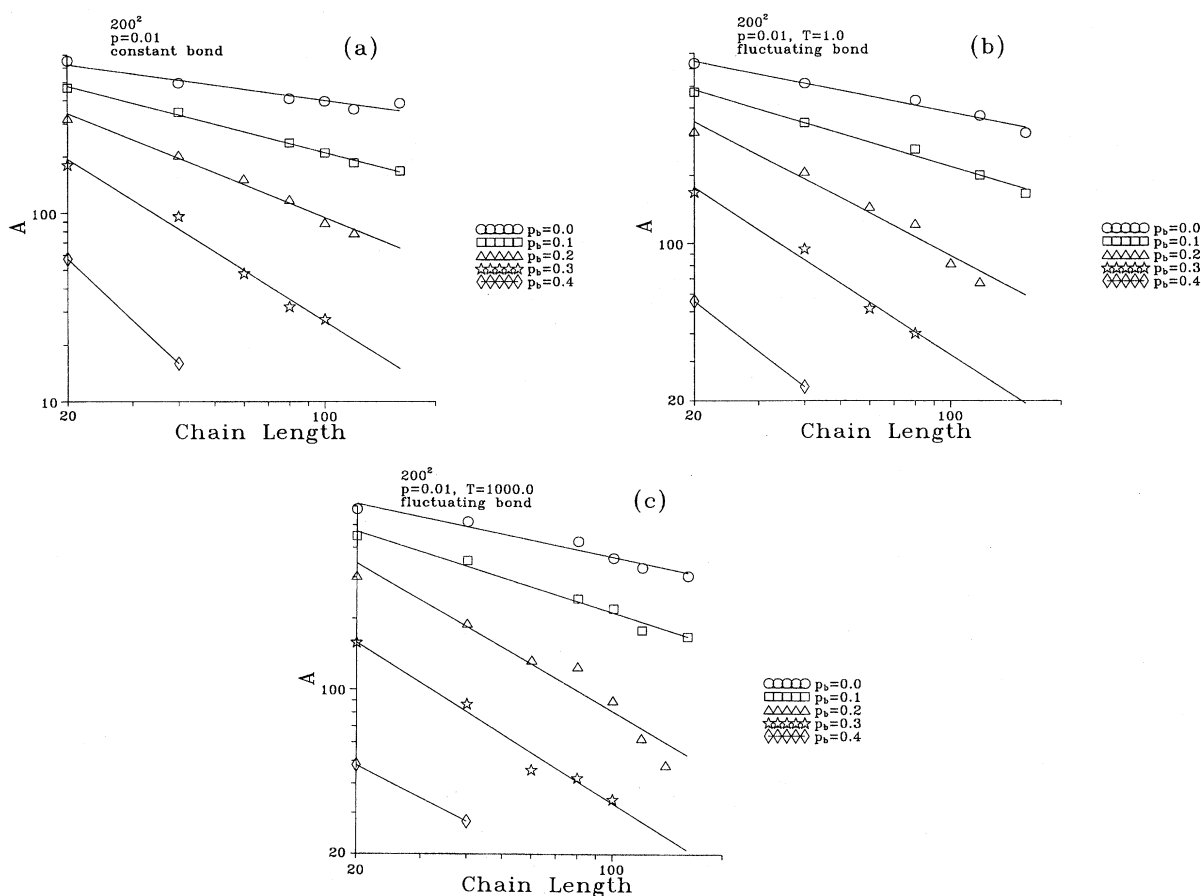 200²
p=0.01
constant bond
(a)
A
100
10
20
100
Chain Length
p_b=0.0
p_b=0.1
p_b=0.2
p_b=0.3
p_b=0.4
200²
p=0.01, T=1.0
fluctuating bond
(b)
A
100
20
20
100
Chain Length
p_b=0.0
p_b=0.1
p_b=0.2
p_b=0.3
p_b=0.4
200²
p=0.01, T=1000.0
fluctuating bond
(c)
A
100
20
20
100
Chain Length
p_b=0.0
p_b=0.1
p_b=0.2
p_b=0.3
p_b=0.4